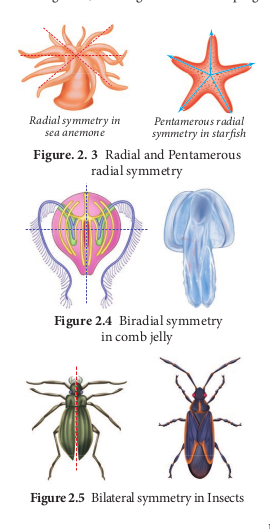 Radial symmetry in
sea anemone
Pentamerous radial
symmetry in starfish
Figure. 2. 3 Radial and Pentamerous
radial symmetry
Figure 2.4 Biradial symmetry
in comb jelly
Figure 2.5 Bilateral symmetry in Insects